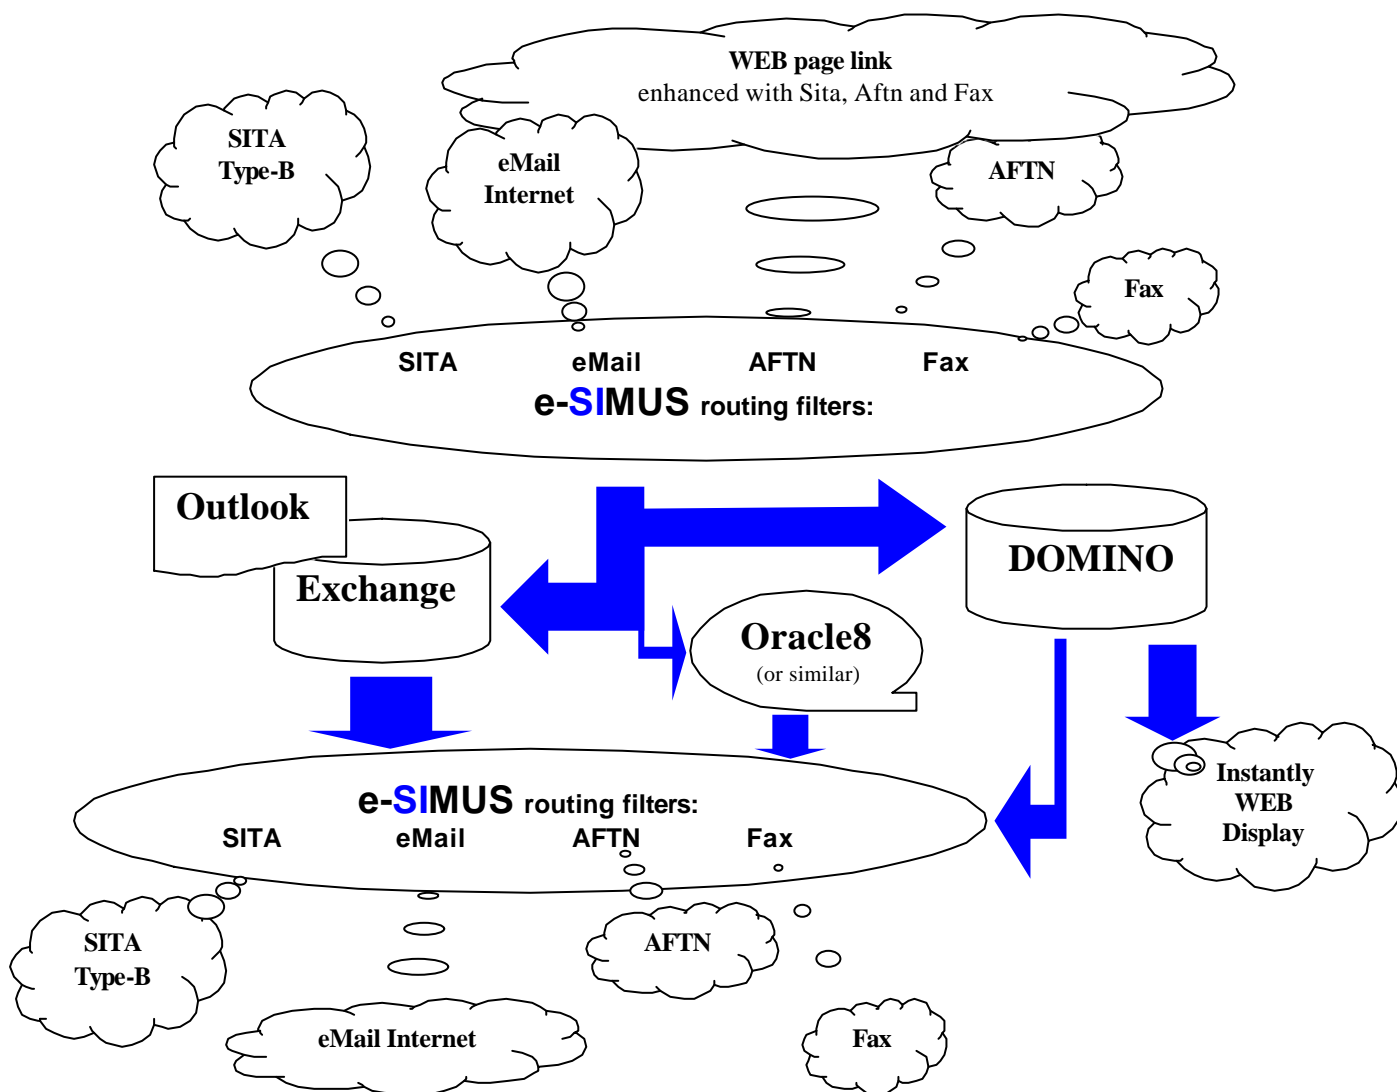 WEB page link
enhanced with Sita, Aftn and Fax
SITA
Type-B
eMail
Internet
AFTN
Fax
SITA eMail AFTN Fax
e-SIMUS routing filters:
Outlook
Exchange
DOMINO
Oracle8
(or similar)
Instantly
WEB
Display
e-SIMUS routing filters:
SITA eMail AFTN Fax
SITA
Type-B
AFTN
eMail Internet
Fax